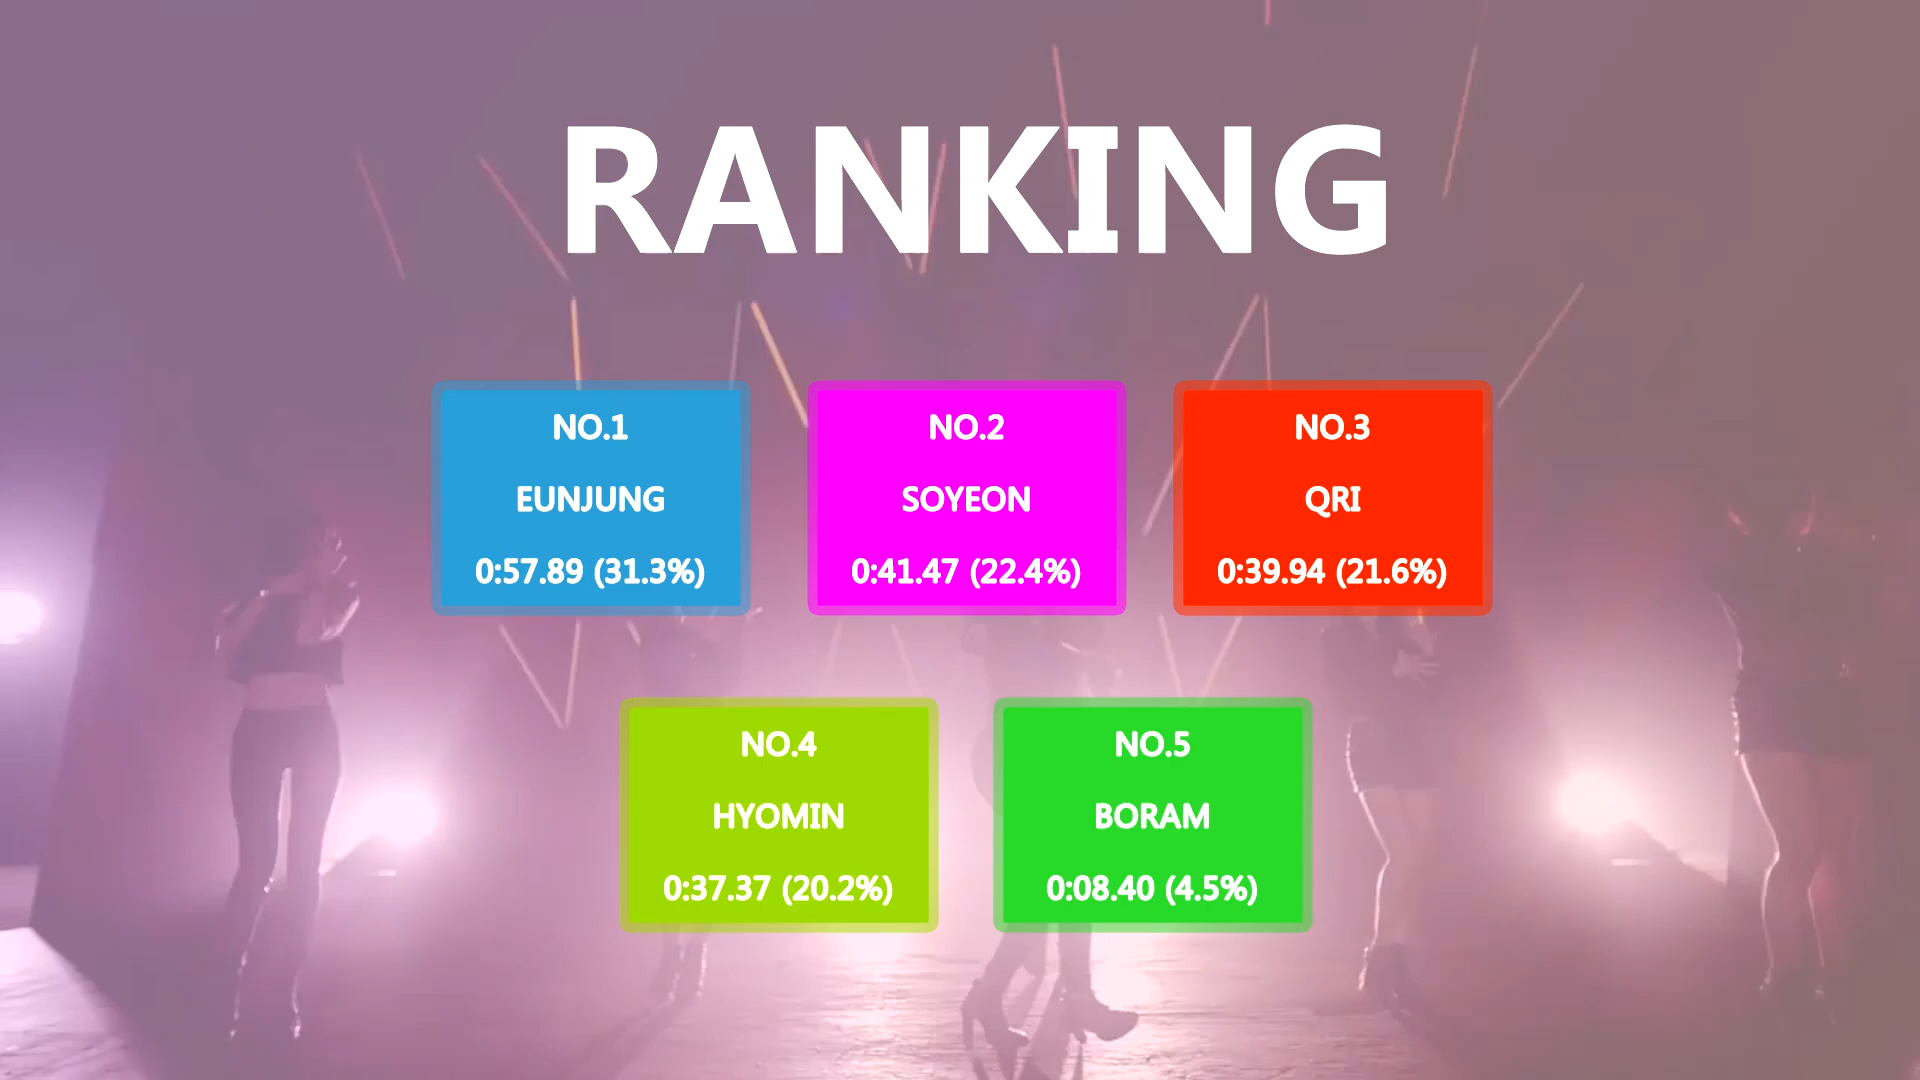 RANKING
NO.1
EUNJUNG
0:57.89 (31.3%)
NO.2
SOYEON
0:41.47 (22.4%)
NO.3
QRI
0:39.94 (21.6%)
NO.4
HYOMIN
0:37.37 (20.2%)
NO.5
BORAM
0:08.40 (4.5%)